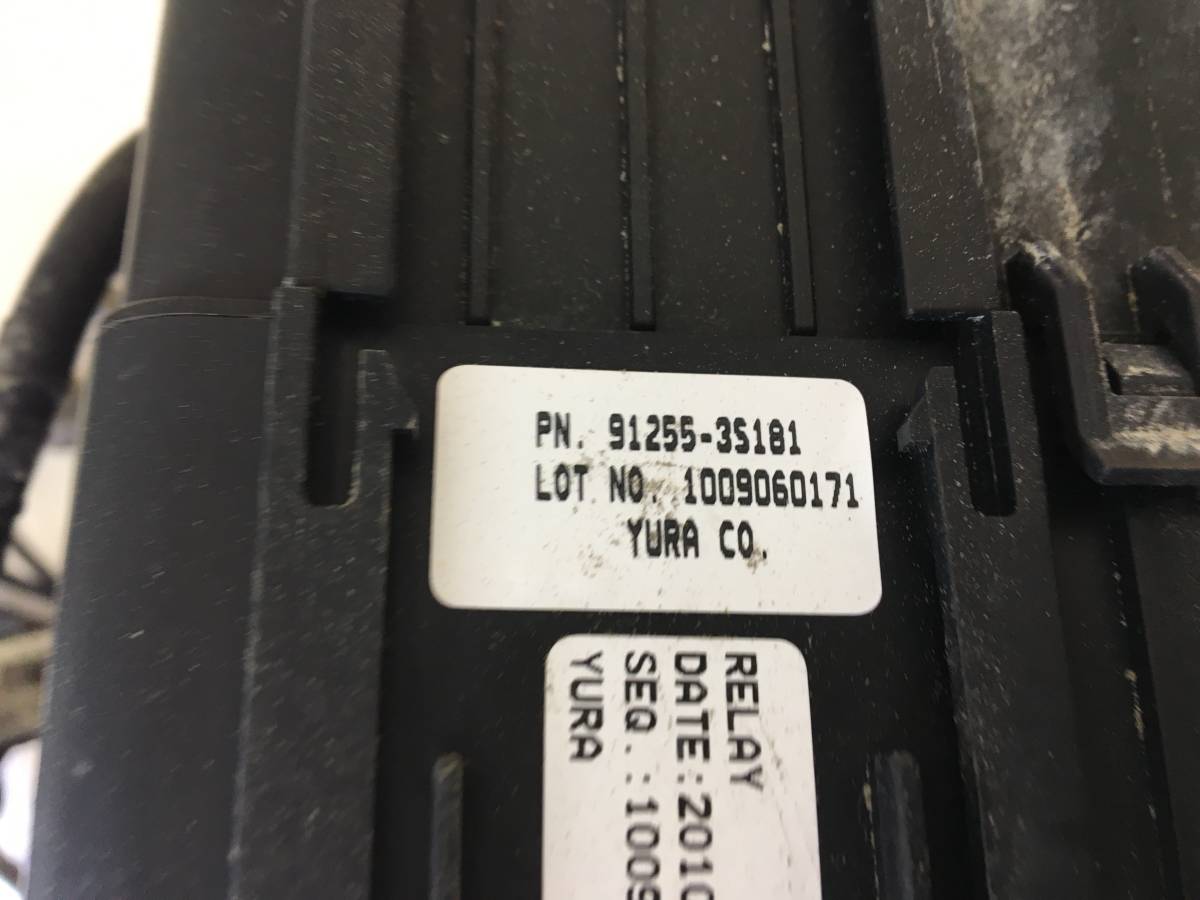 PN. 91255-3S181
LOT NO. 1009060171
YURA CO.
RELAY
DATE:2010
SEQ.:1009
YURA